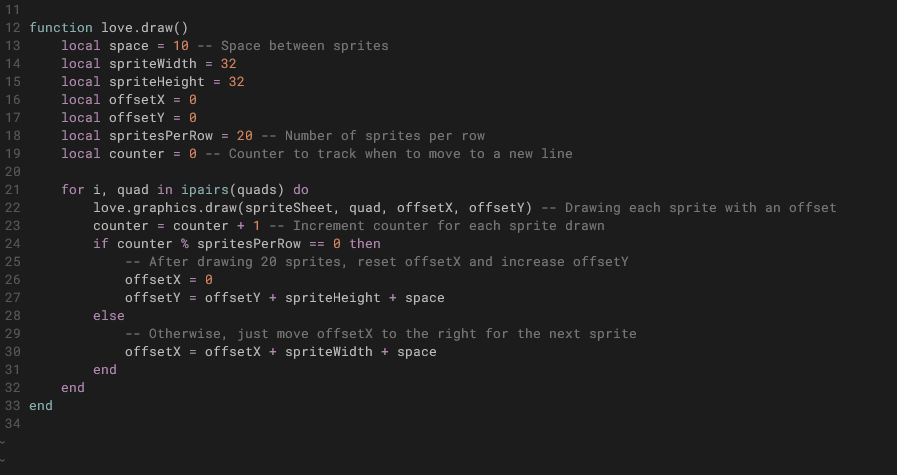 11
12 function love.draw()
13     local space = 10 -- Space between sprites
14     local spriteWidth = 32
15     local spriteHeight = 32
16     local offsetX = 0
17     local offsetY = 0
18     local spritesPerRow = 20 -- Number of sprites per row
19     local counter = 0 -- Counter to track when to move to a new line
20
21     for i, quad in ipairs(quads) do
22         love.graphics.draw(spriteSheet, quad, offsetX, offsetY) -- Drawing each sprite with an offset
23         counter = counter + 1 -- Increment counter for each sprite drawn
24         if counter % spritesPerRow == 0 then
25             -- After drawing 20 sprites, reset offsetX and increase offsetY
26             offsetX = 0
27             offsetY = offsetY + spriteHeight + space
28         else
29             -- Otherwise, just move offsetX to the right for the next sprite
30             offsetX = offsetX + spriteWidth + space
31         end
32     end
33 end
34
~
~